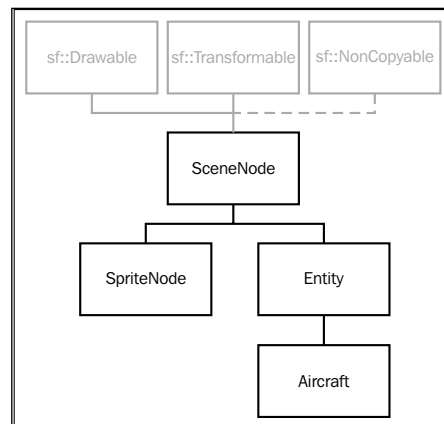 sf::Drawable
sf::Transformable
sf::NonCopyable
SceneNode
SpriteNode
Entity
Aircraft